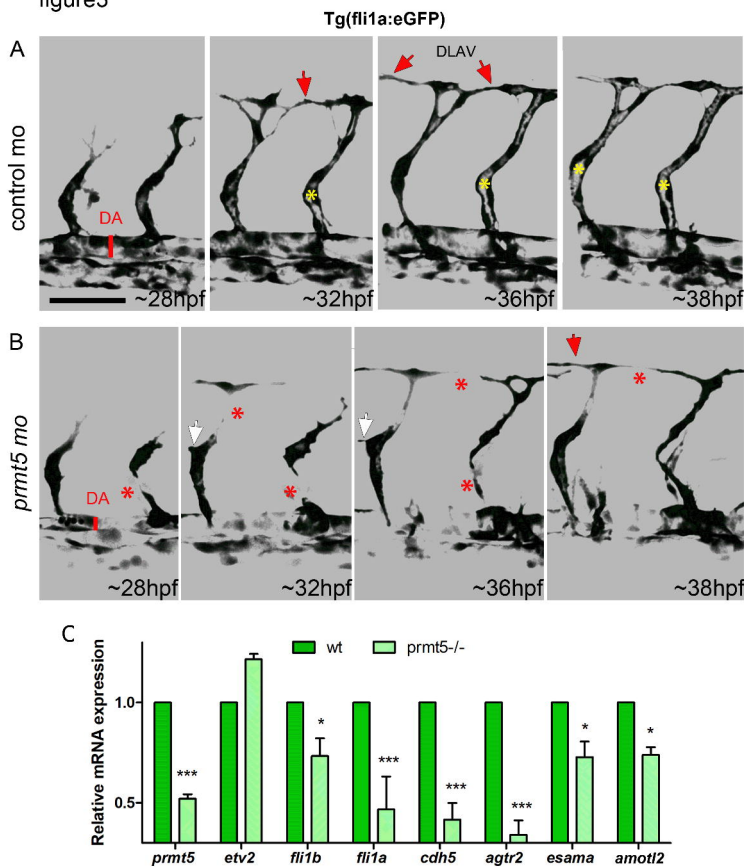 figure3
Tg(fli1a:eGFP)
A
control mo
DA
DLAV
~28hpf
~32hpf
~36hpf
~38hpf
B
prmt5 mo
DA
*
~28hpf
*
*
~32hpf
*
*
~36hpf
*
~38hpf
C
wt
prmt5-/-
Relative mRNA expression
1.0
0.5
***
*
***
***
***
*
*
prmt5 etv2 fli1b fli1a cdh5 agtr2 esama amotl2